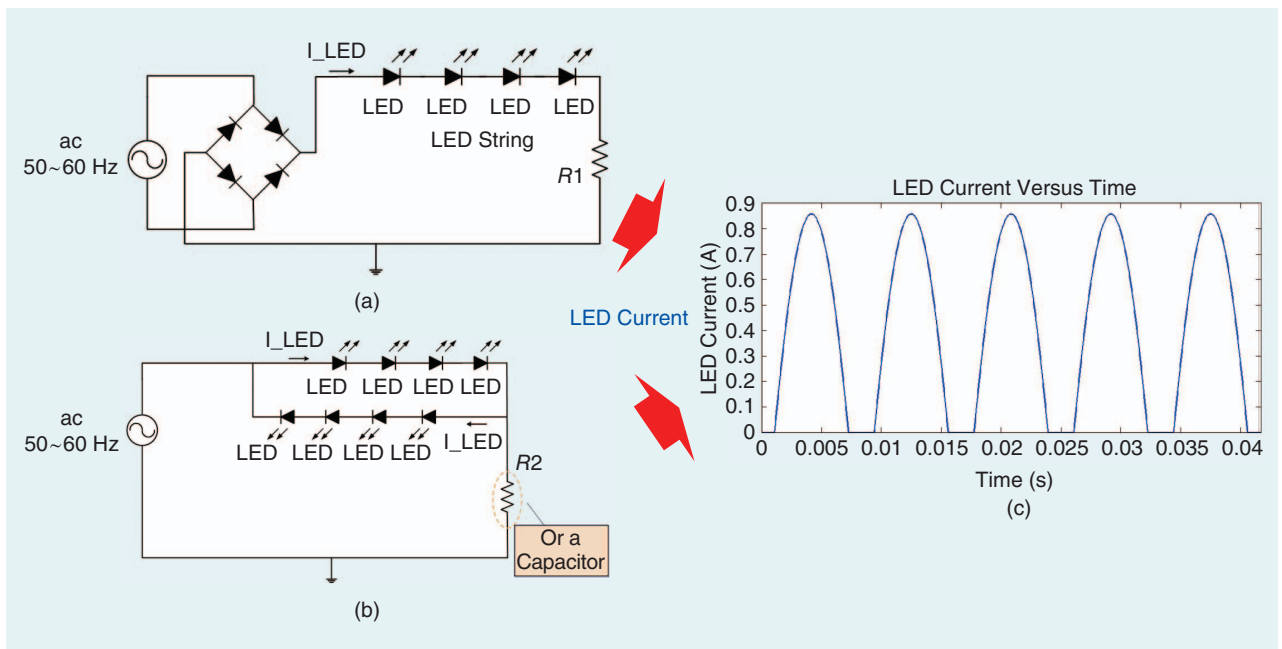 I_LED
LED LED LED LED
LED String
ac
50~60 Hz
R1
(a)
I_LED
LED LED LED LED
ac
50~60 Hz
LED LED LED LED
I_LED
R2
Or a
Capacitor
(b)
LED Current
LED Current Versus Time
LED Current (A)
0.9
0.8
0.7
0.6
0.5
0.4
0.3
0.2
0.1
0
0 0.005 0.01 0.015 0.02 0.025 0.03 0.035 0.04
Time (s)
(c)